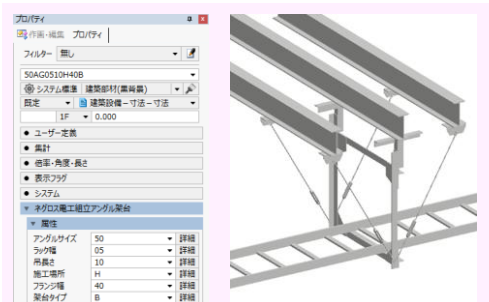 プロパティ
作画・編集 プロパティ
フィルター 無し
50AG0510H40B
システム標準 建築部材(黒背景)
既定 建築設備-寸法-寸法
1F 0.000
ユーザー定義
集計
倍率・角度・長さ
表示フラグ
システム
ネグロス電工組立アングル架台
属性
アングルサイズ 50 詳細
ラック幅 05 詳細
吊長さ 10 詳細
施工場所 H 詳細
フランジ幅 40 詳細
架台タイプ B 詳細